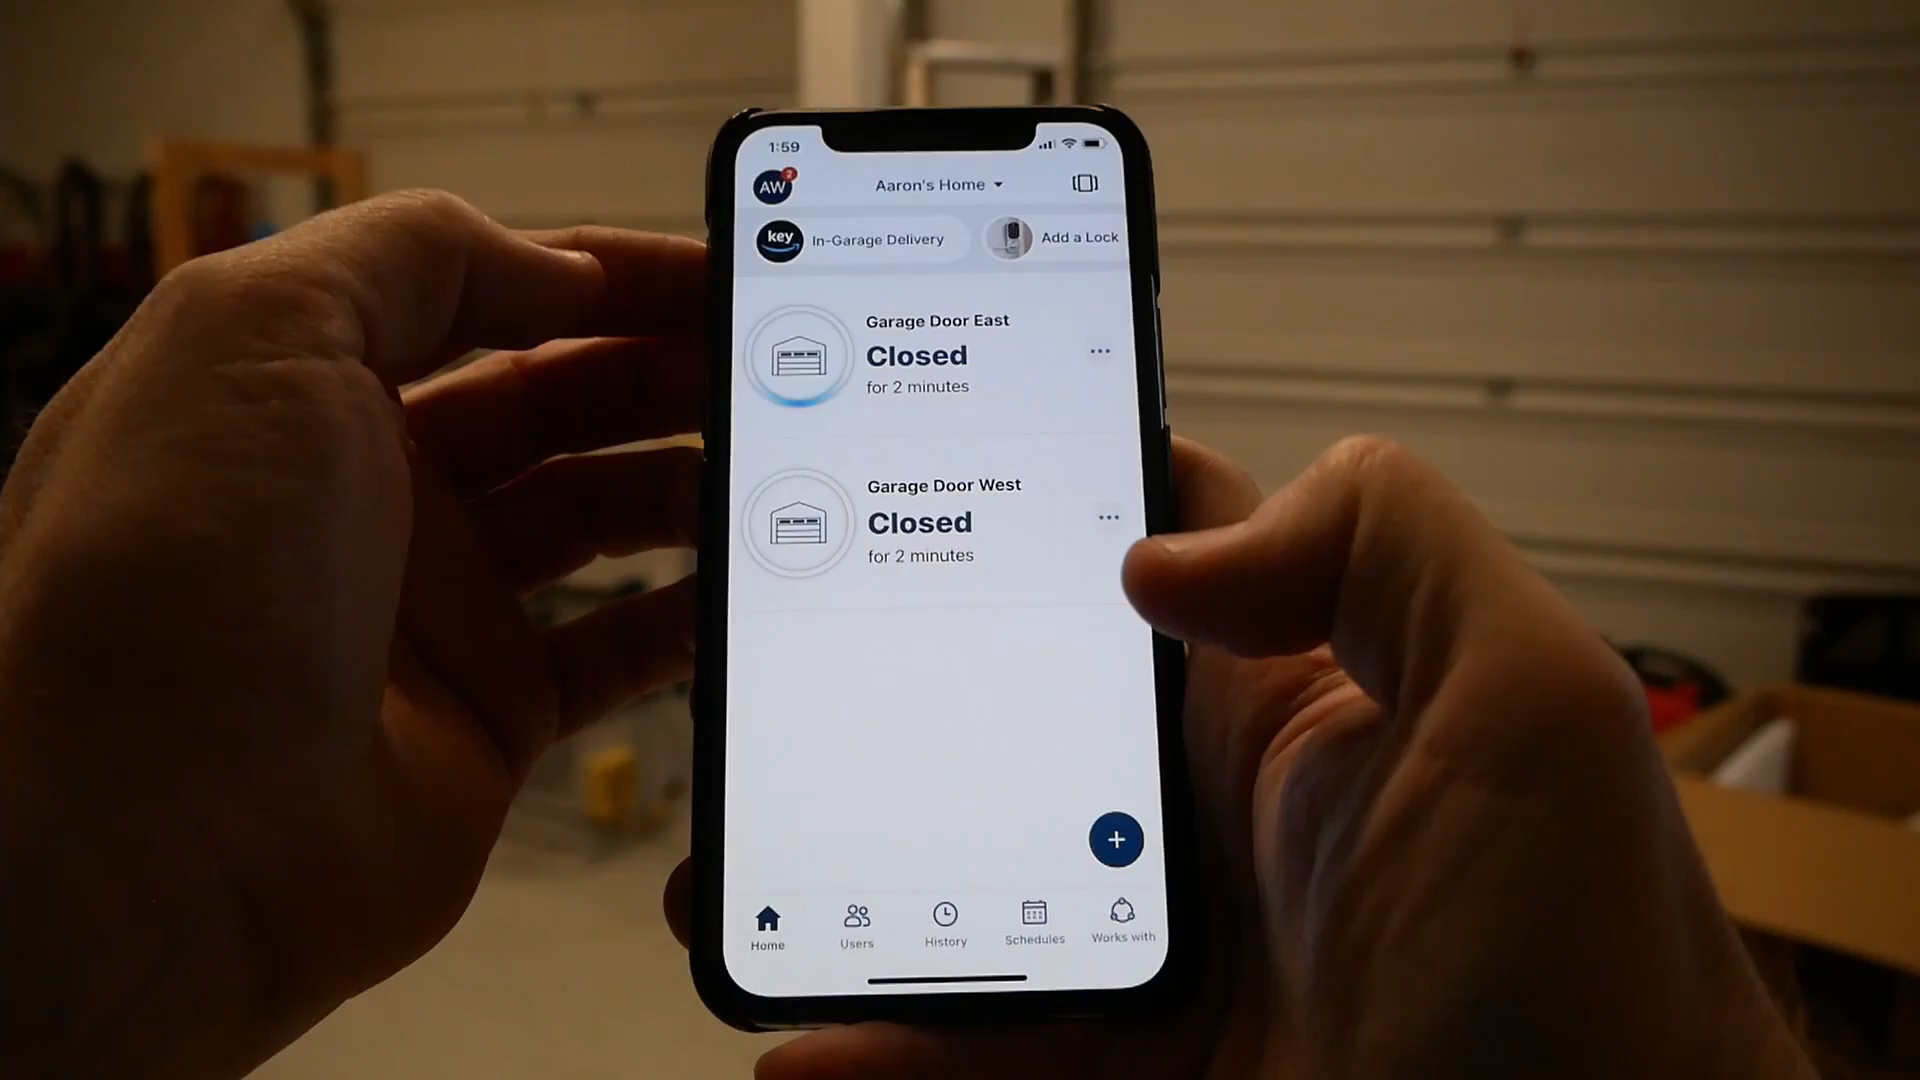 1:59
AW
2
Aaron's Home
key
In-Garage Delivery
Add a Lock
Garage Door East
Closed
for 2 minutes
Garage Door West
Closed
for 2 minutes
Home
Users
History
Schedules
Works with